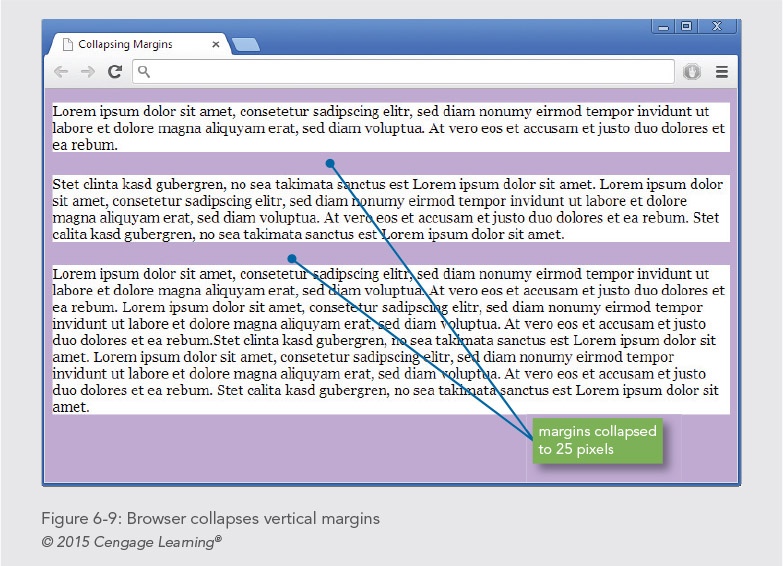 Collapsing Margins
Lorem ipsum dolor sit amet, consetetur sadipscing elitr, sed diam nonumy eirmod tempor invidunt ut
labore et dolore magna aliquyam erat, sed diam voluptua. At vero eos et accusam et justo duo dolores et
ea rebum.
Stet clinta kasd gubergren, no sea takimata sanctus est Lorem ipsum dolor sit amet. Lorem ipsum dolor
sit amet, consetetur sadipscing elitr, sed diam nonumy eirmod tempor invidunt ut labore et dolore
magna aliquyam erat, sed diam voluptua. At vero eos et accusam et justo duo dolores et ea rebum. Stet
calita kasd gubergren, no sea takimata sanctus est Lorem ipsum dolor sit amet.
Lorem ipsum dolor sit amet, consetetur sadipscing elitr, sed diam nonumy eirmod tempor invidunt ut
labore et dolore magna aliquyam erat, sed diam voluptua. At vero eos et accusam et justo duo dolores et
ea rebum. Lorem ipsum dolor sit amet, consetetur sadipscing elitr, sed diam nonumy eirmod tempor
invidunt ut labore et dolore magna aliquyam erat, sed diam voluptua. At vero eos et accusam et justo
duo dolores et ea rebum.Stet clinta kasd gubergren, no sea takimata sanctus est Lorem ipsum dolor sit
amet. Lorem ipsum dolor sit amet, consetetur sadipscing elitr, sed diam nonumy eirmod tempor
invidunt ut labore et dolore magna aliquyam erat, sed diam voluptua. At vero eos et accusam et justo
duo dolores et ea rebum. Stet calita kasd gubergren, no sea takimata sanctus est Lorem ipsum dolor sit
amet.
margins collapsed
to 25 pixels
Figure 6-9: Browser collapses vertical margins
© 2015 Cengage Learning®